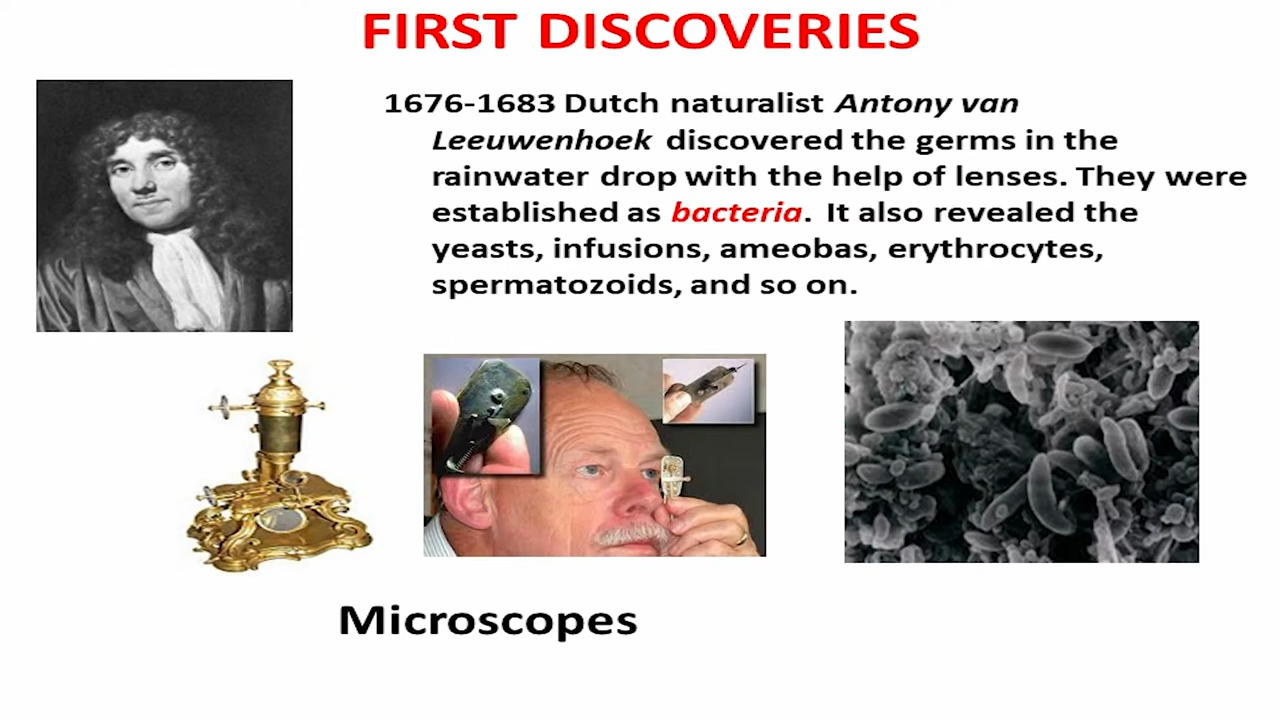 FIRST DISCOVERIES
1676-1683 Dutch naturalist Antony van
Leeuwenhoek discovered the germs in the
rainwater drop with the help of lenses. They were
established as bacteria. It also revealed the
yeasts, infusions, ameobas, erythrocytes,
spermatozoids, and so on.
Microscopes